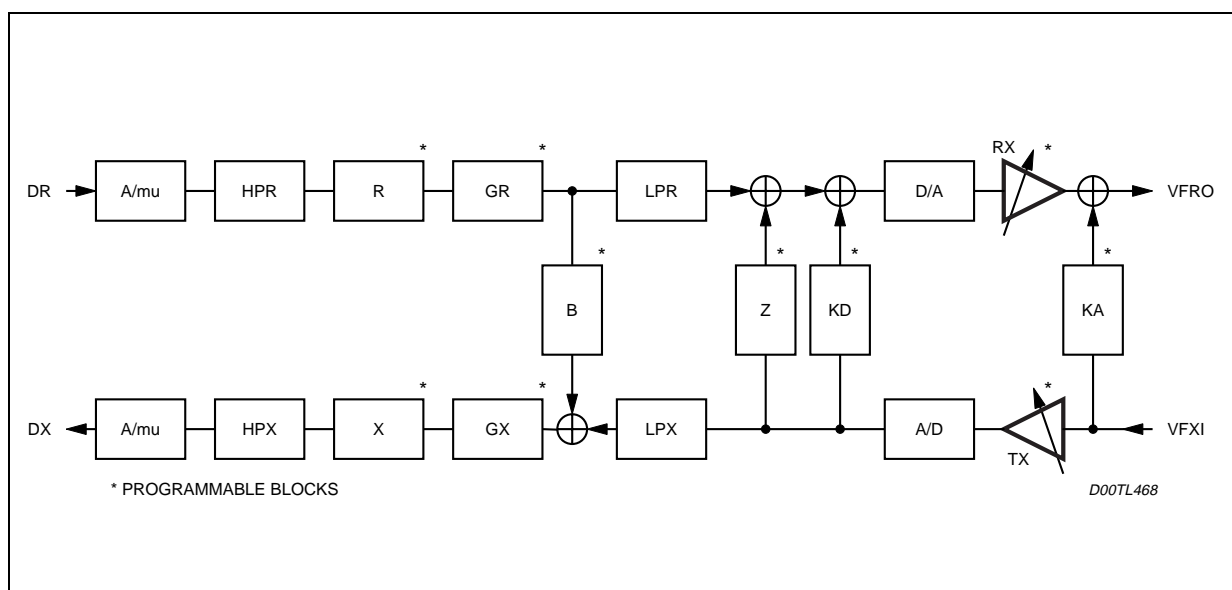 RX *
* *
DR A/mu HPR R GR LPR D/A VFRO
* * * *
B Z KD KA
* * *
DX A/mu HPX X GX LPX A/D VFXI
TX
* PROGRAMMABLE BLOCKS D00TL468